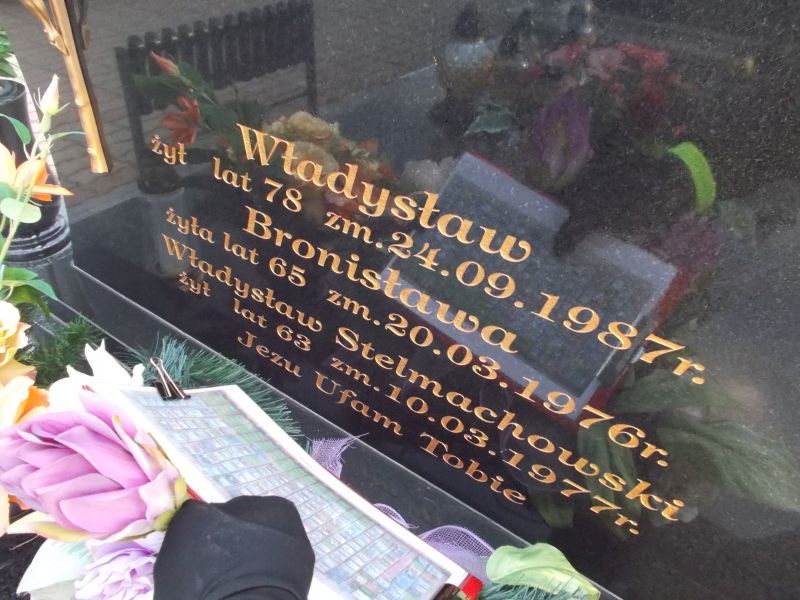 Władysław
żył lat 78 zm. 24.09.1987r.
Bronisława
żyła lat 65 zm. 20.03.1976r.
Władysław Stelmachowski
żył lat 63 zm. 10.03.1977r.
Jezu Ufam Tobie